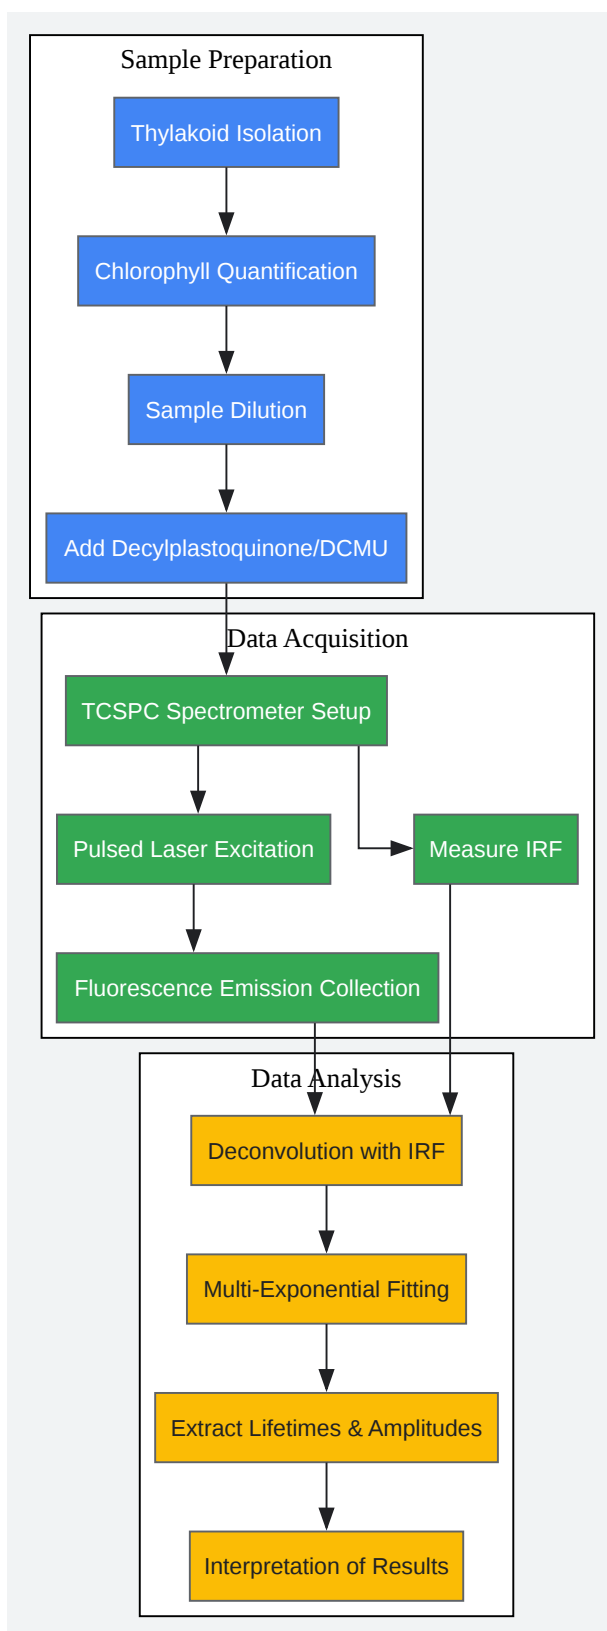 Sample Preparation
Thylakoid Isolation
Chlorophyll Quantification
Sample Dilution
Add Decylplastoquinone/DCMU
Data Acquisition
TCSPC Spectrometer Setup
Pulsed Laser Excitation
Measure IRF
Fluorescence Emission Collection
Data Analysis
Deconvolution with IRF
Multi-Exponential Fitting
Extract Lifetimes & Amplitudes
Interpretation of Results